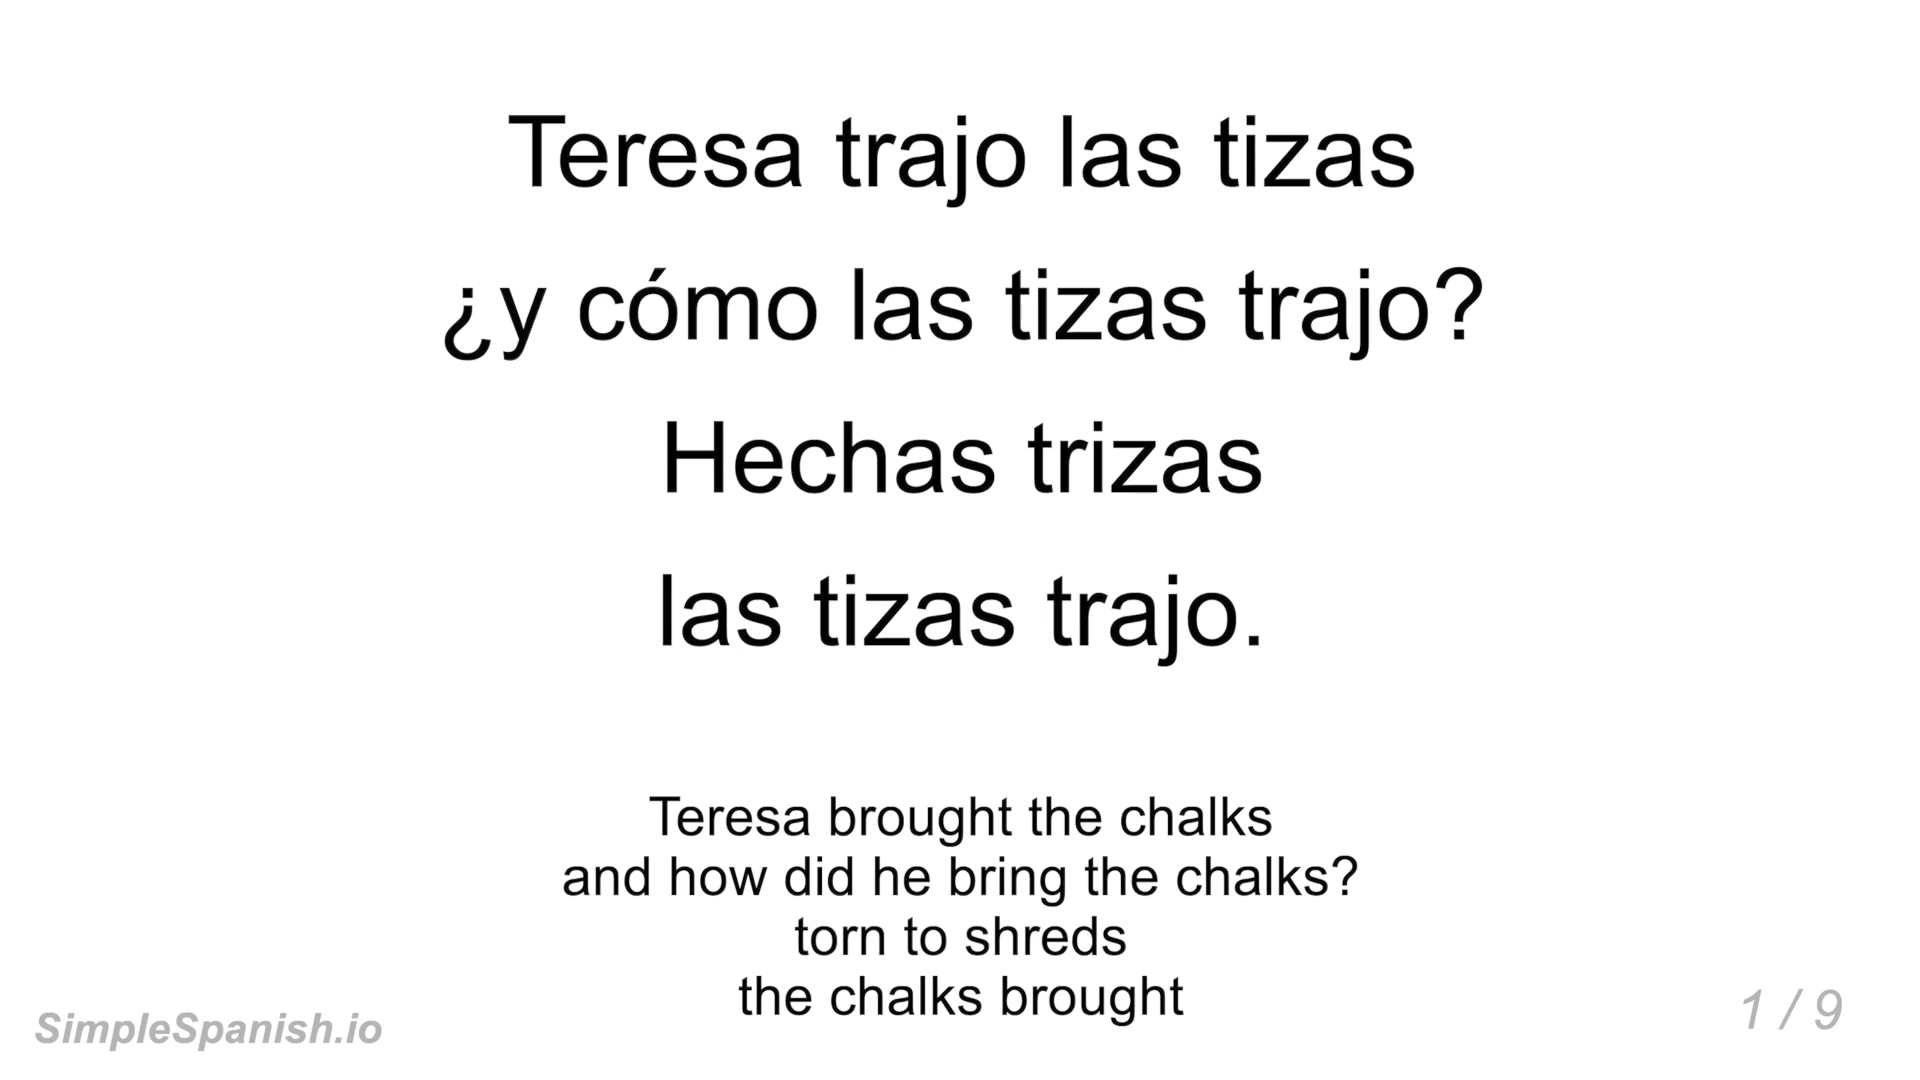 Teresa trajo las tizas
¿y cómo las tizas trajo?
Hechas trizas
las tizas trajo.
Teresa brought the chalks
and how did he bring the chalks?
torn to shreds
the chalks brought
SimpleSpanish.io
1 / 9